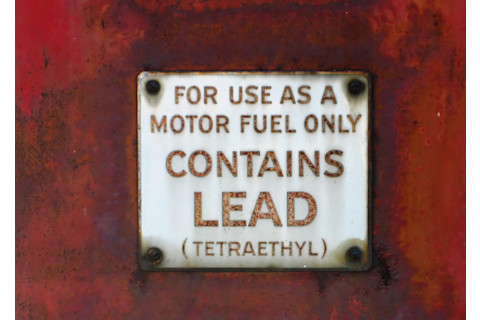 FOR USE AS A
MOTOR FUEL ONLY
CONTAINS
LEAD
(TETRAETHYL)